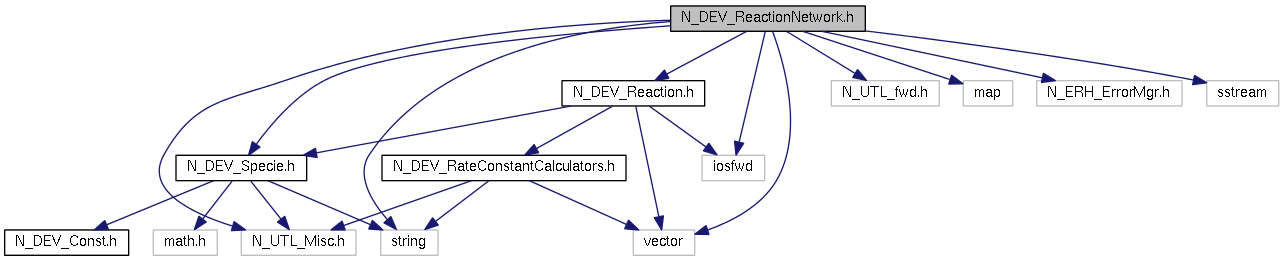 N_DEV_ReactionNetwork.h
N_DEV_Reaction.h
N_UTL_fwd.h
map
N_ERH_ErrorMgr.h
sstream
N_DEV_Specie.h
N_DEV_RateConstantCalculators.h
iosfwd
N_DEV_Const.h
math.h
N_UTL_Misc.h
string
vector